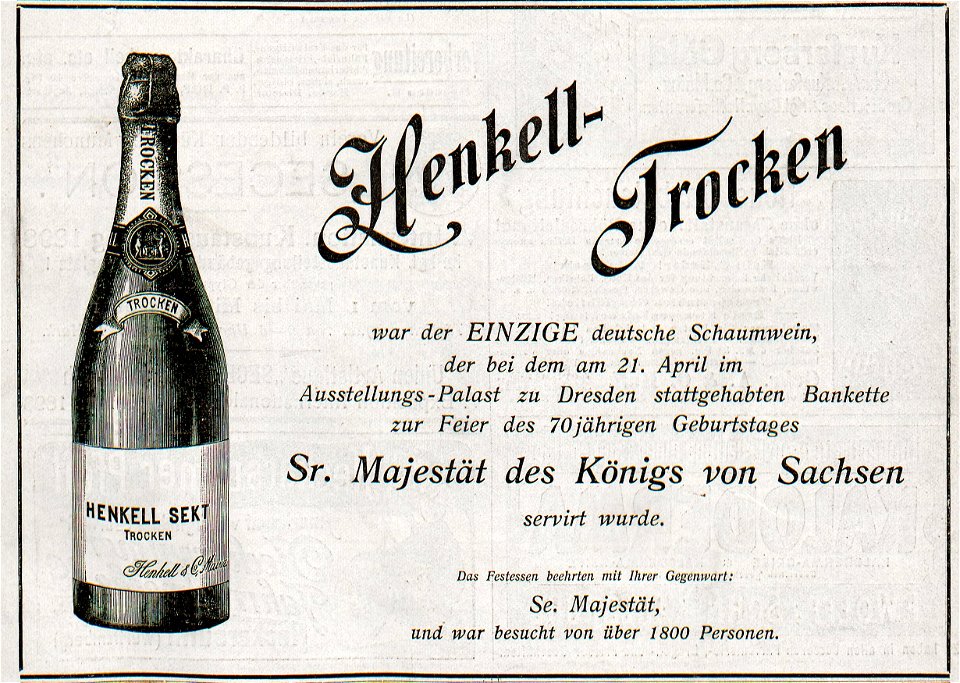 Henkell-
Trocken
war der EINZIGE deutsche Schaumwein,
der bei dem am 21. April im
Ausstellungs-Palast zu Dresden stattgehabten Bankette
zur Feier des 70jährigen Geburtstages
Sr. Majestät des Königs von Sachsen
servirt wurde.
Das Festessen beehrten mit Ihrer Gegenwart:
Se. Majestät,
und war besucht von über 1800 Personen.
TROCKEN
TROCKEN
HENKELL SEKT
TROCKEN
Henkell & Co.